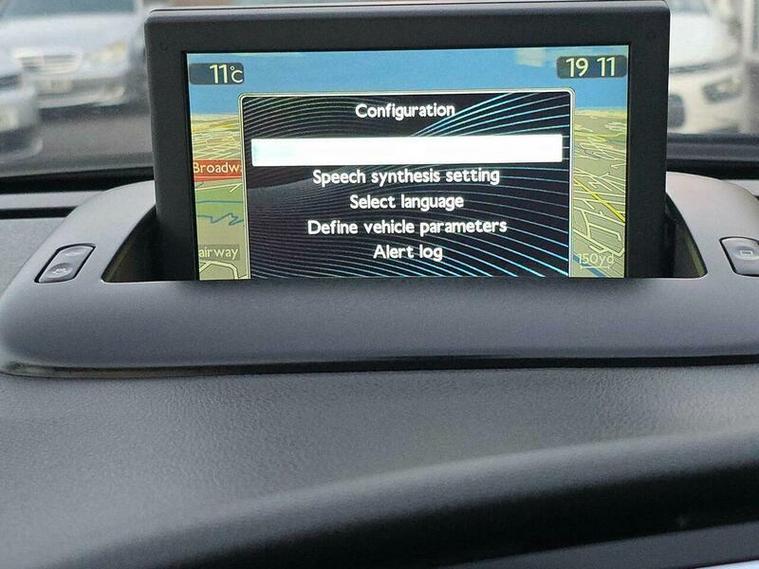 11°C
19 11
Configuration
Speech synthesis setting
Select language
Define vehicle parameters
Alert log
Broadw
airway
150yd